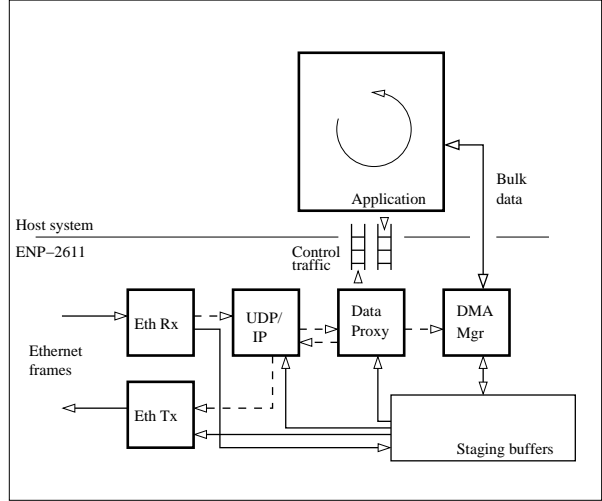 Application
Bulk
data
Host system
ENP−2611
Control
traffic
Eth Rx
UDP/
IP
Data
Proxy
DMA
Mgr
Ethernet
frames
Eth Tx
Staging buffers